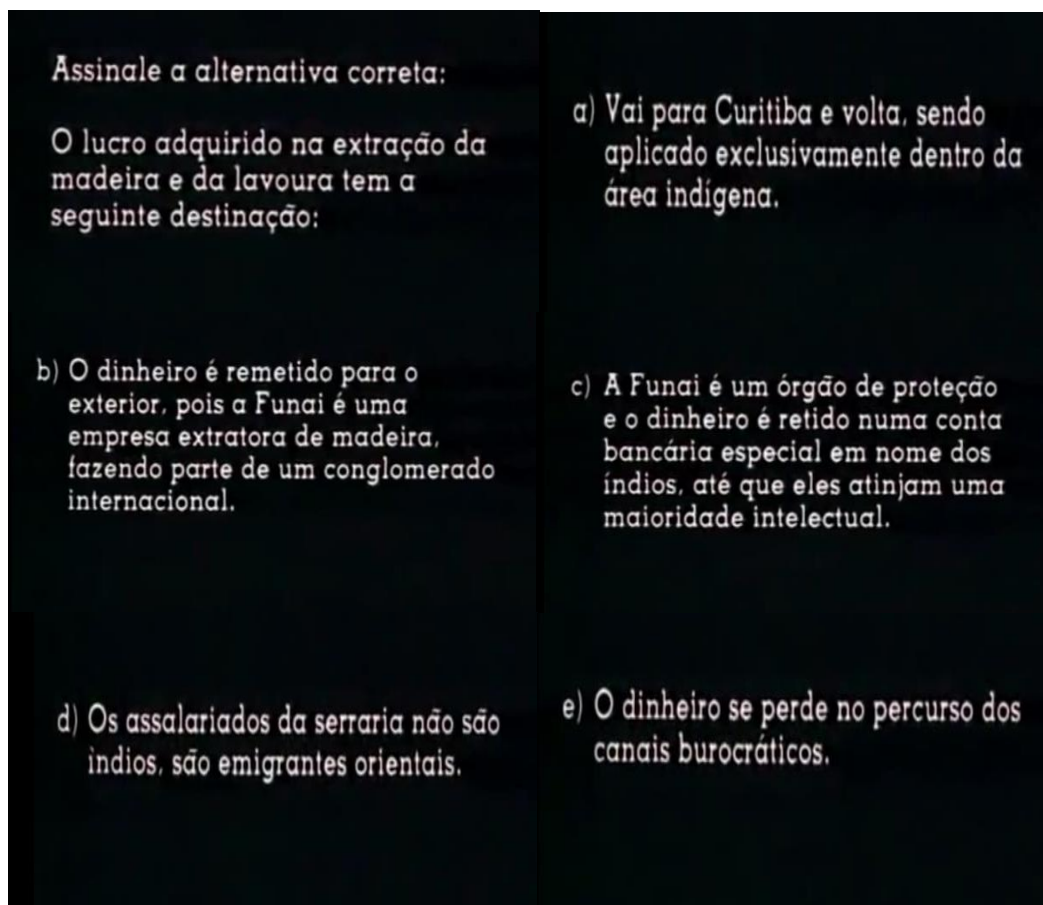 Assinale a alternativa correta:
O lucro adquirido na extração da
madeira e da lavoura tem a
seguinte destinação:
a) Vai para Curitiba e volta, sendo
aplicado exclusivamente dentro da
área indígena.
b) O dinheiro é remetido para o
exterior, pois a Funai é uma
empresa extratora de madeira,
fazendo parte de um conglomerado
internacional.
c) A Funai é um órgão de proteção
e o dinheiro é retido numa conta
bancária especial em nome dos
índios, até que eles atinjam uma
maioridade intelectual.
d) Os assalariados da serraria não são
ìndios, são emigrantes orientais.
e) O dinheiro se perde no percurso dos
canais burocráticos.